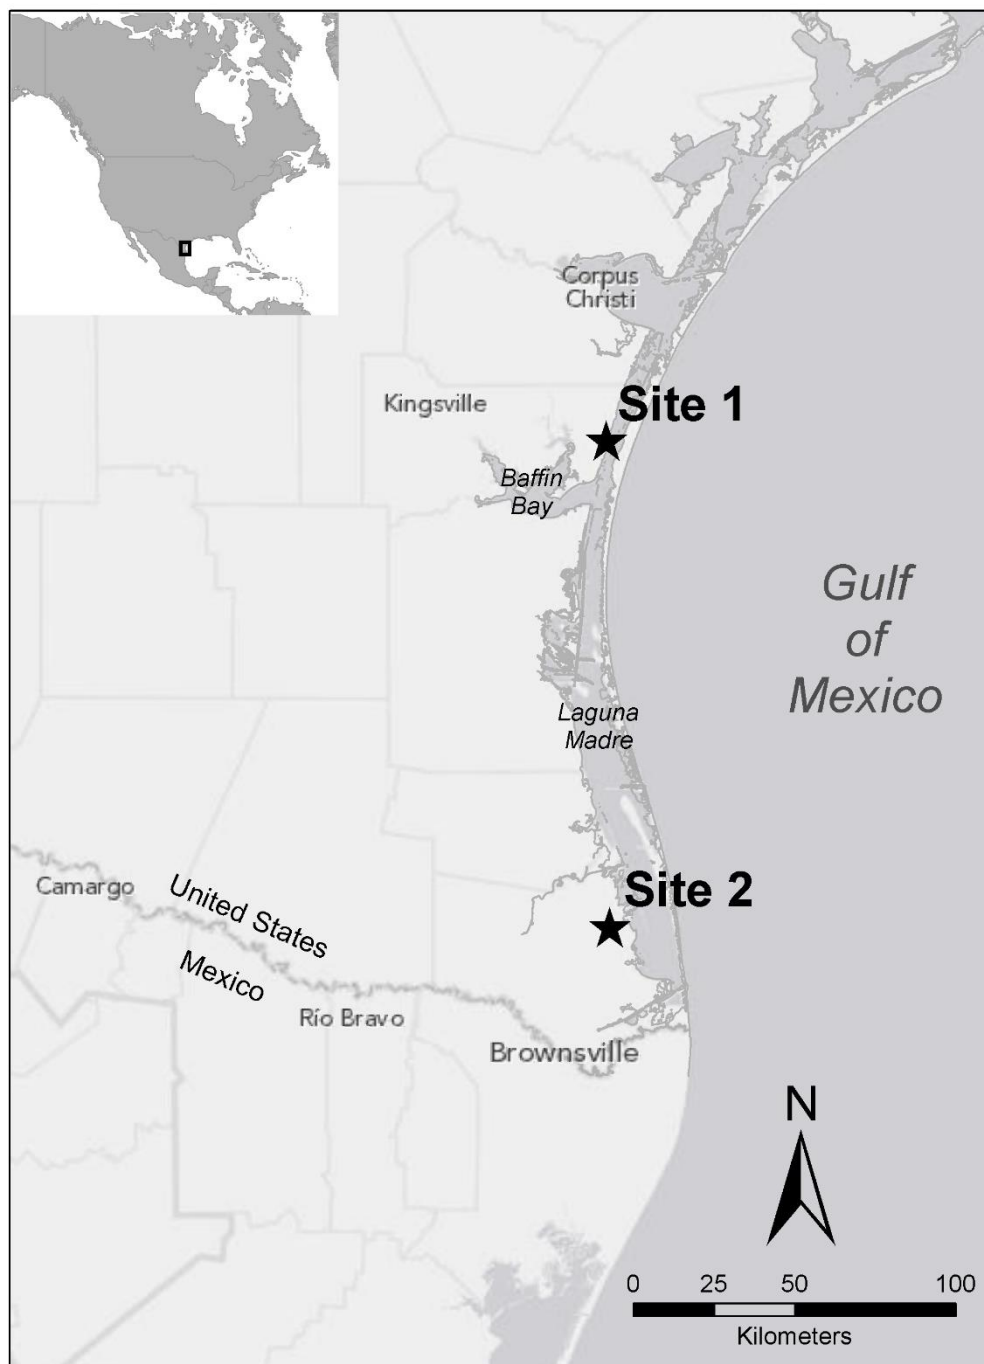 Corpus
Christi
Kingsville
Site 1
Baffin
Bay
Gulf
of
Mexico
Laguna
Madre
Camargo
United States
Site 2
Mexico
Río Bravo
Brownsville
N
0 25 50 100
Kilometers